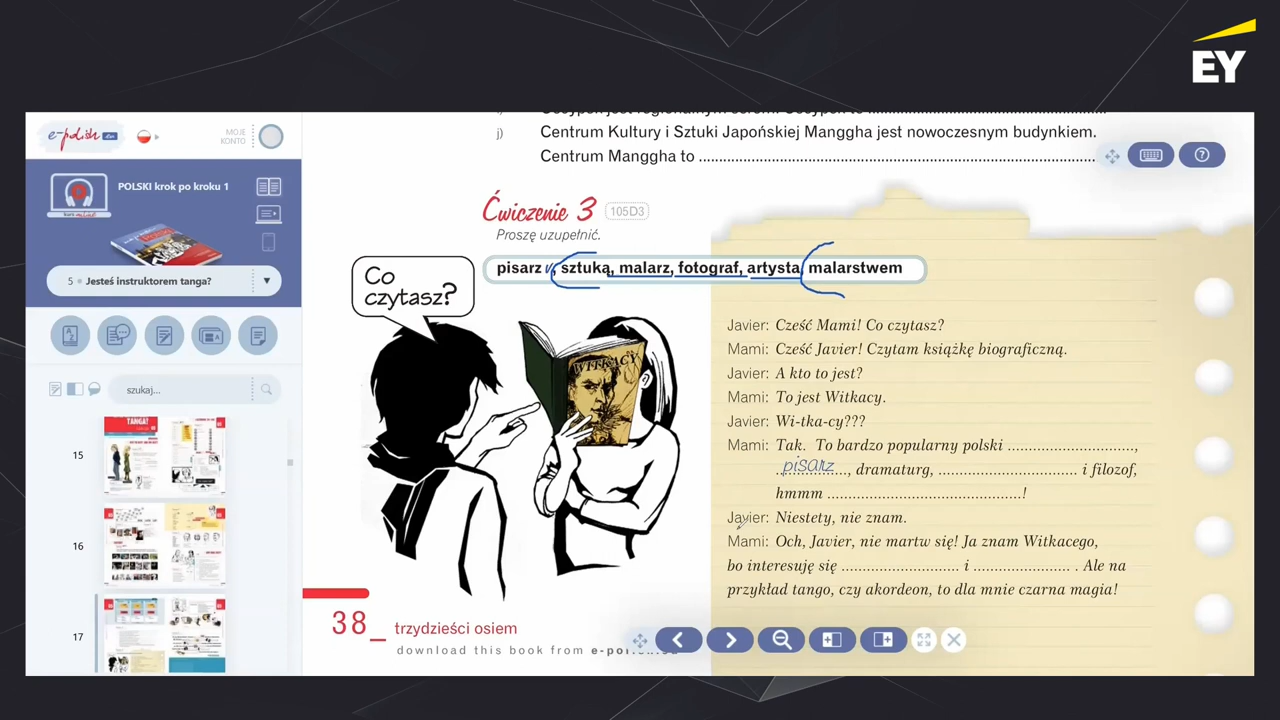 EY
e-polish.eu
MOJE
KONTO
POLSKI krok po kroku 1
5 Jesteś instruktorem tanga?
szukaj...
TANGA?
15
16
17
j) Centrum Kultury i Sztuki Japońskiej Manggha jest nowoczesnym budynkiem.
Centrum Manggha to ..........
Ćwiczenie 3 105D3
Proszę uzupełnić.
pisarz, sztuką, malarz, fotograf, artysta, malarstwem
Co
czytasz?
WITKACY
Javier: Cześć Mami! Co czytasz?
Mami: Cześć Javier! Czytam książkę biograficzną.
Javier: A kto to jest?
Mami: To jest Witkacy.
Javier: Wi-tka-cy???
Mami: Tak. To bardzo popularny polski ..........,
pisarz, dramaturg, .......... i filozof,
hmmm ..........!
Javier: Niestety, nie znam.
Mami: Och, Javier, nie martw się! Ja znam Witkacego,
bo interesuję się .......... i .......... . Ale na
przykład tango, czy akordeon, to dla mnie czarna magia!
38_ trzydzieści osiem
download this book from